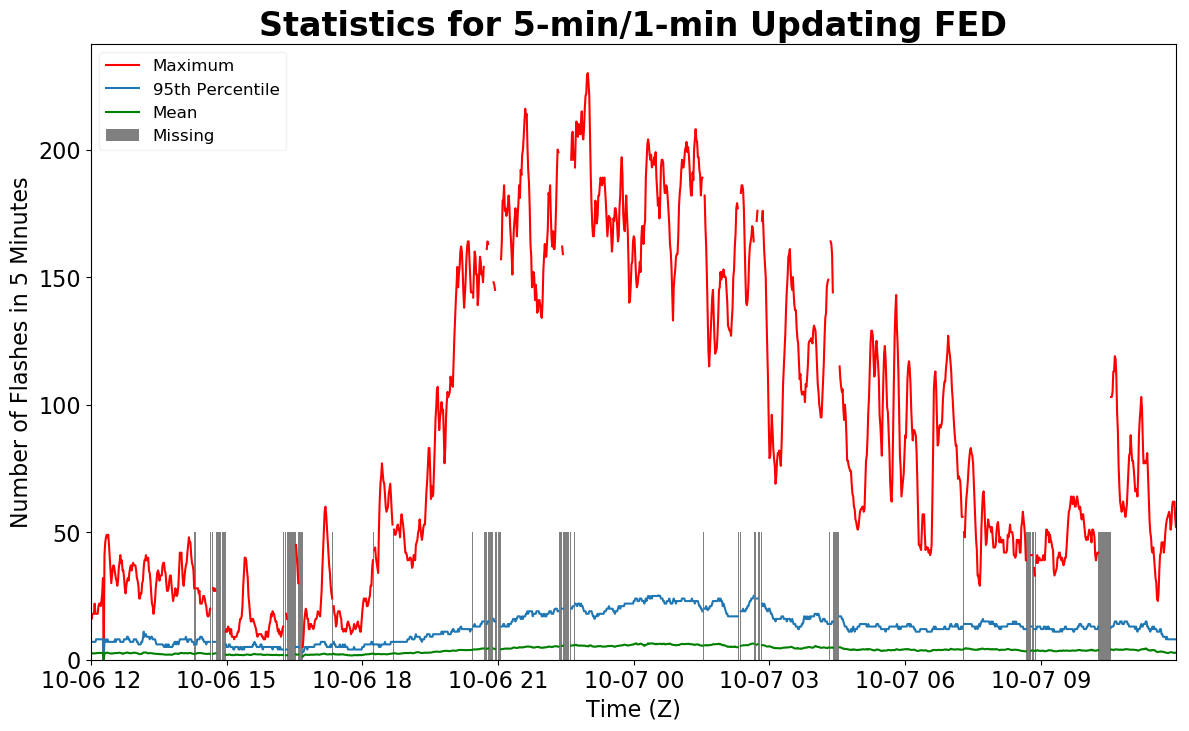 Statistics for 5-min/1-min Updating FED
Maximum
95th Percentile
Mean
Missing
Number of Flashes in 5 Minutes
200
150
100
50
0
10-06 12 10-06 15 10-06 18 10-06 21 10-07 00 10-07 03 10-07 06 10-07 09
Time (Z)